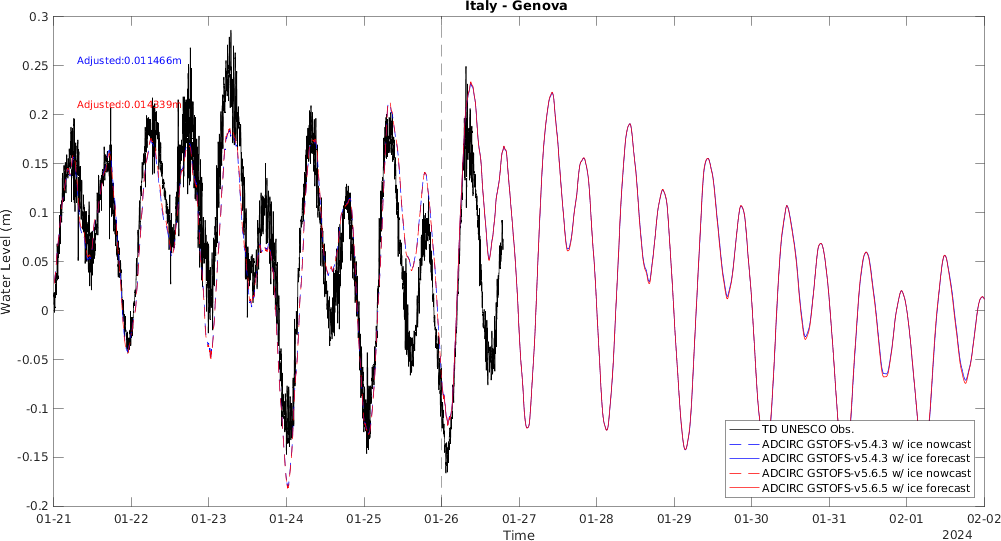 Italy - Genova
Adjusted:0.011466m
Adjusted:0.014339m
Water Level (m)
0.3
0.25
0.2
0.15
0.1
0.05
0
-0.05
-0.1
-0.15
-0.2
01-21 01-22 01-23 01-24 01-25 01-26 01-27 01-28 01-29 01-30 01-31 02-01 02-02
Time
2024
TD UNESCO Obs.
ADCIRC GSTOFS-v5.4.3 w/ ice nowcast
ADCIRC GSTOFS-v5.4.3 w/ ice forecast
ADCIRC GSTOFS-v5.6.5 w/ ice nowcast
ADCIRC GSTOFS-v5.6.5 w/ ice forecast